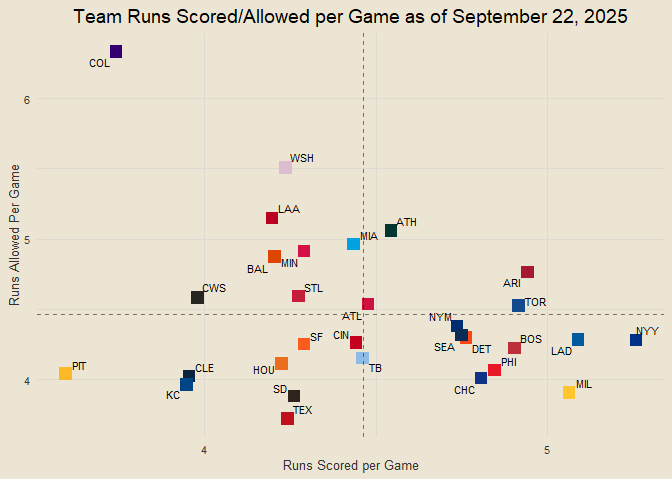 Team Runs Scored/Allowed per Game as of September 22, 2025
COL
6
WSH
LAA
ATH
5
MIA
BAL
MIN
ARI
CWS
STL
TOR
ATL
NYM
NYY
SF
CIN
SEA
DET
BOS
LAD
PIT
CLE
HOU
TB
PHI
4
KC
SD
CHC
MIL
TEX
4
5
Runs Scored per Game
Runs Allowed Per Game